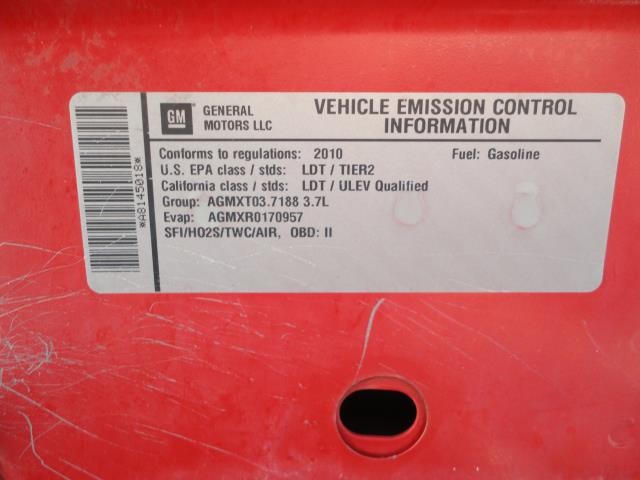 GM
GENERAL
MOTORS LLC
VEHICLE EMISSION CONTROL
INFORMATION
Conforms to regulations: 2010 Fuel: Gasoline
U.S. EPA class / stds: LDT / TIER2
California class / stds: LDT / ULEV Qualified
Group: AGMXT03.7188 3.7L
Evap: AGMXR0170957
SFI/HO2S/TWC/AIR, OBD: II
*A8145018*